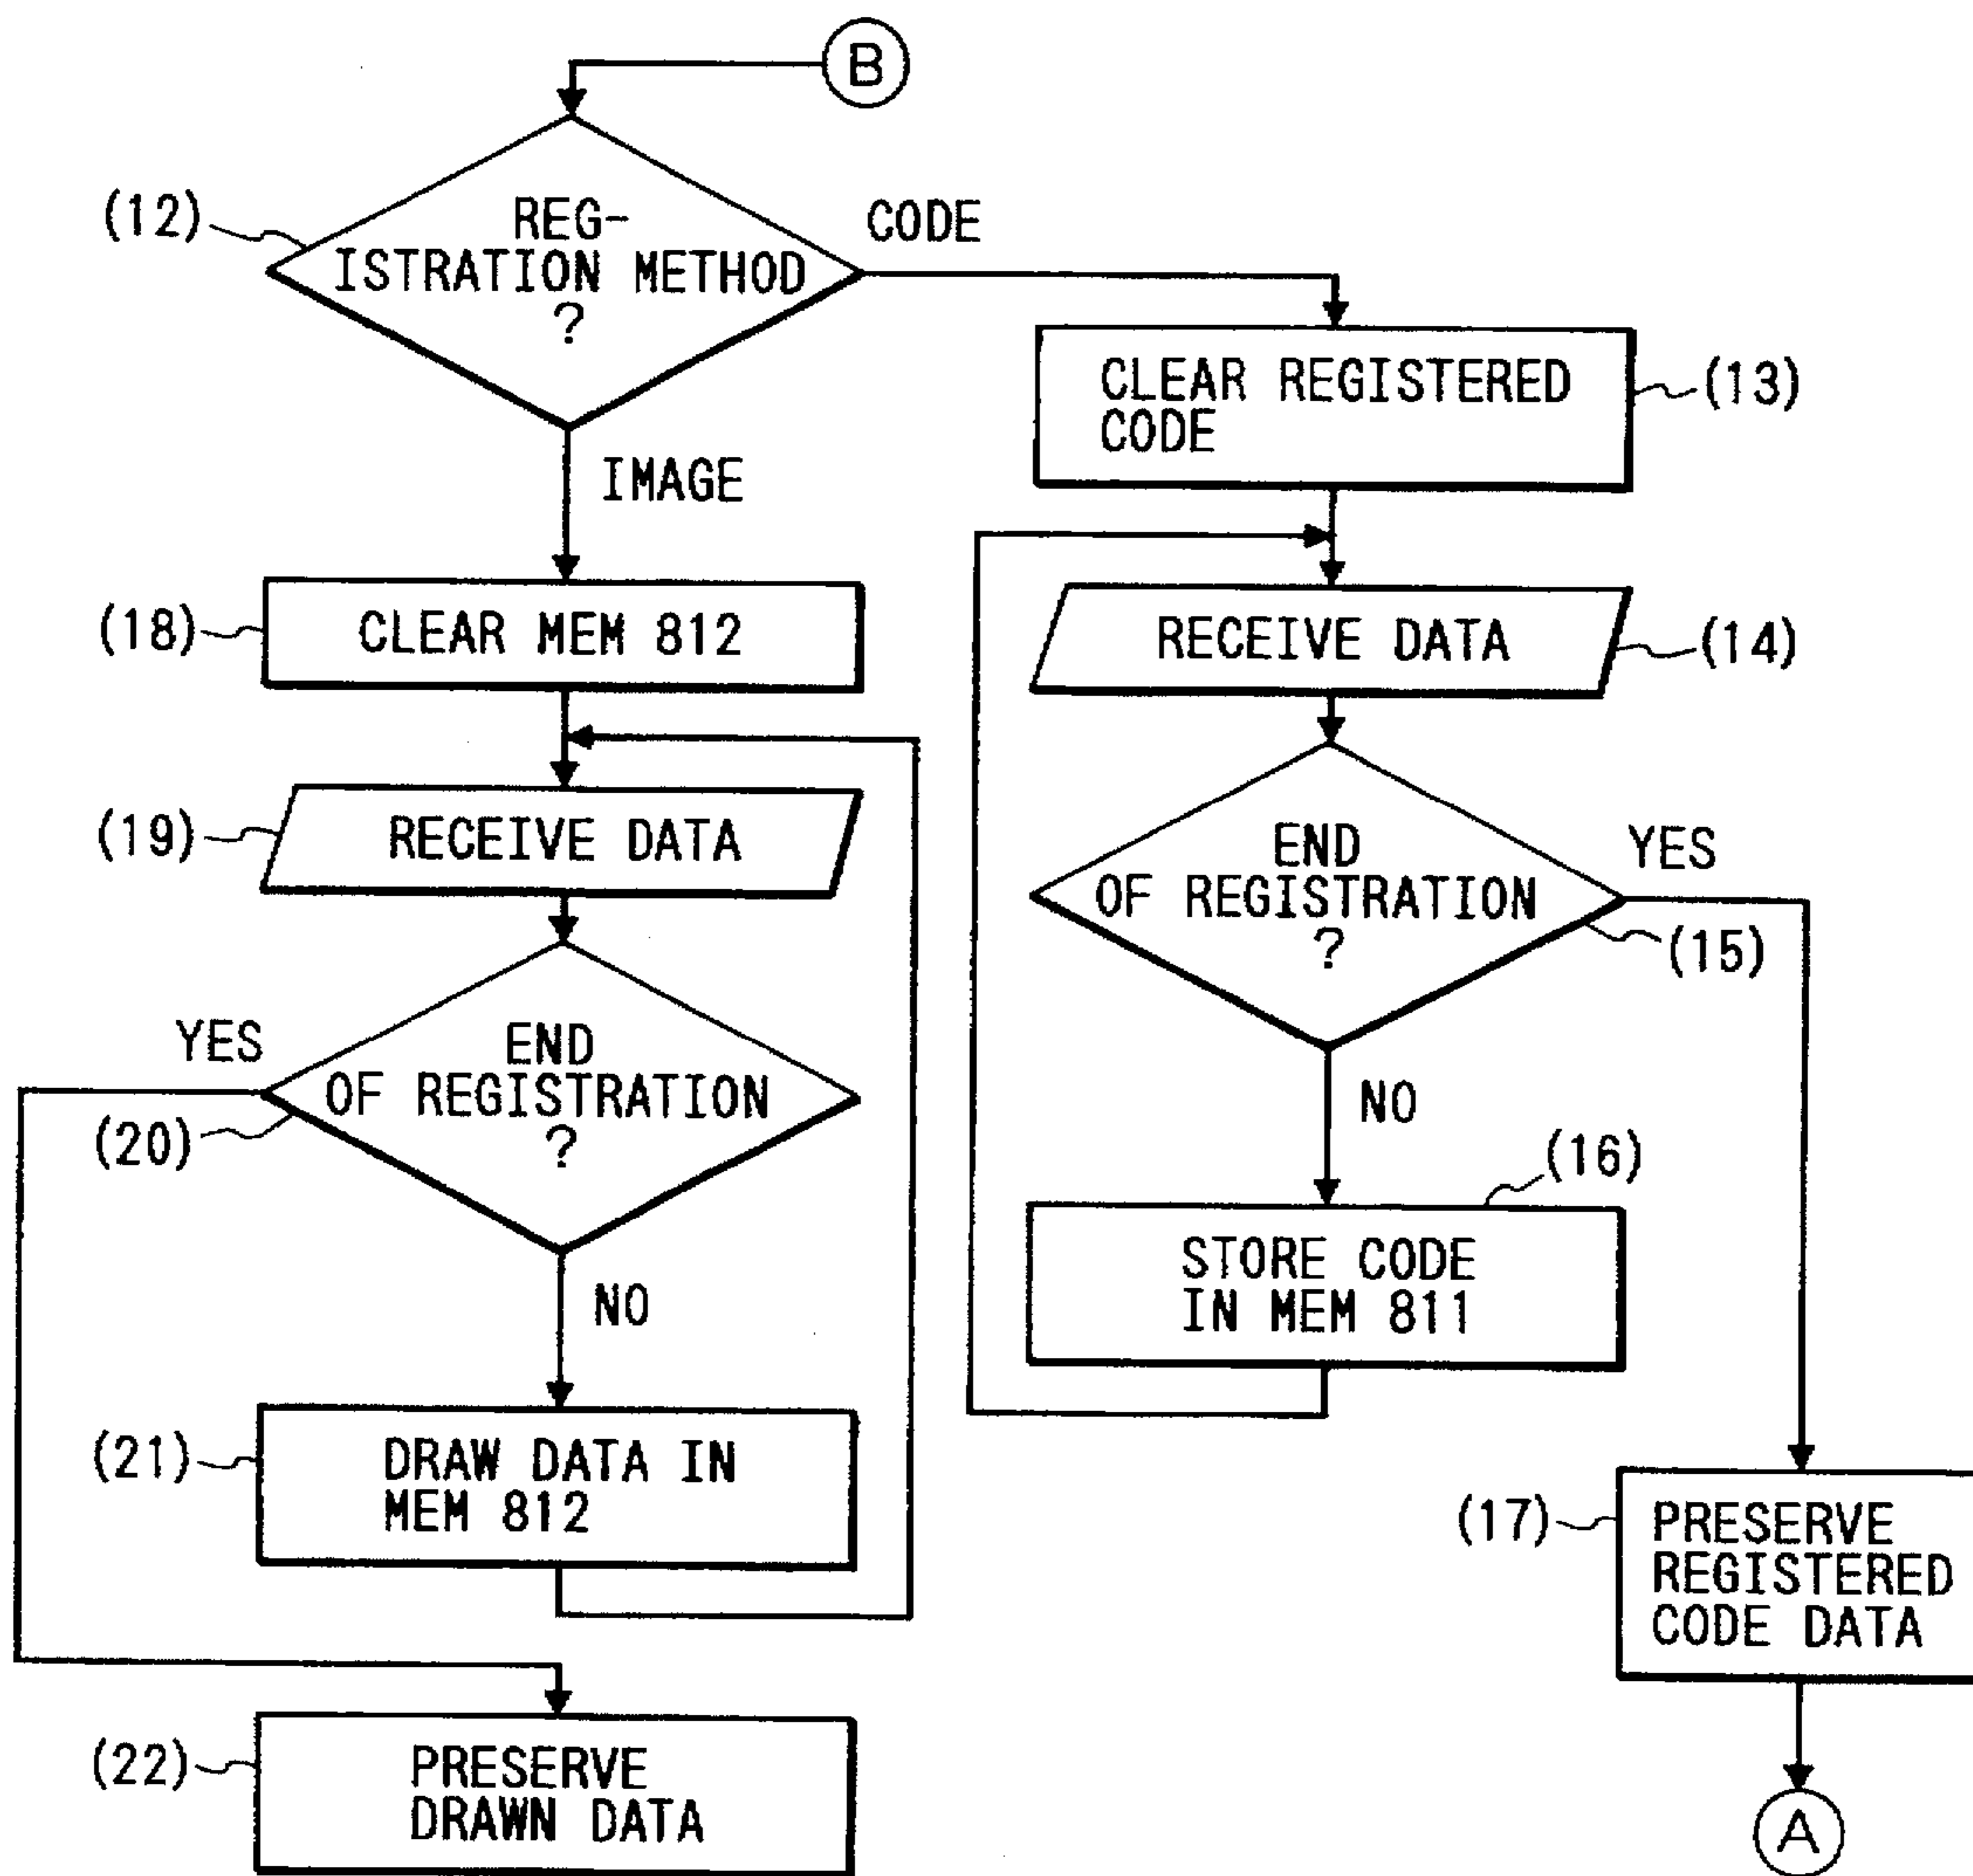 B
(12)
REG-
ISTRATION METHOD
?
CODE
IMAGE
CLEAR REGISTERED
CODE
(13)
(18)
CLEAR MEM 812
RECEIVE DATA
(14)
(19)
RECEIVE DATA
END
OF REGISTRATION
?
YES
(15)
NO
YES
END
OF REGISTRATION
?
(20)
NO
(16)
STORE CODE
IN MEM 811
(21)
DRAW DATA IN
MEM 812
(17)
PRESERVE
REGISTERED
CODE DATA
(22)
PRESERVE
DRAWN DATA
A